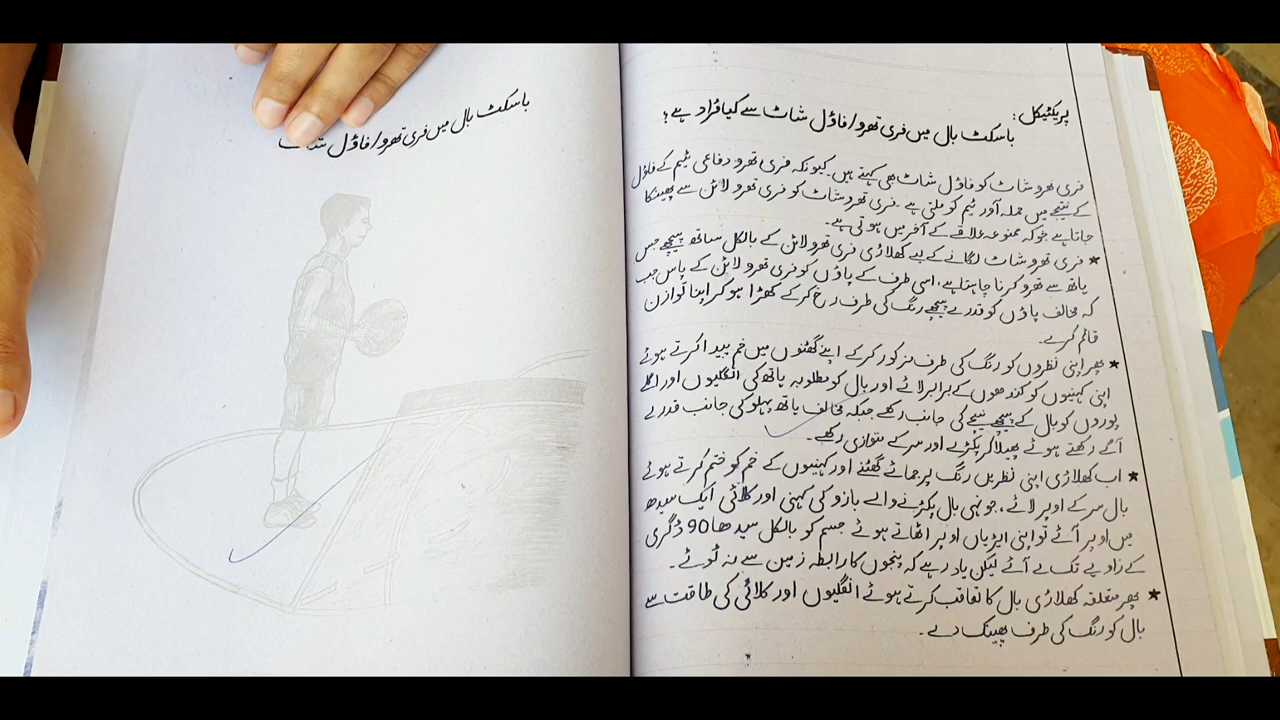 پریکٹیکل:
باسکٹ بال میں فری تھرو/فاؤل شاٹ سے کیا مُراد ہے؟
فری تھرو شاٹ کو فاؤل شاٹ بھی کہتے ہیں۔ کیونکہ فری تھرو دفاعی ٹیم کے فاؤل
کے نتیجے میں حملہ آور ٹیم کو ملتی ہے۔ فری تھرو شاٹ کو فری تھرو لائن سے پھینکا
جاتا ہے جو کہ ممنوعہ علاقے کے آخر میں ہوتی ہے۔
★ فری تھرو شاٹ لگانے کے لیے کھلاڑی فری تھرو لائن کے بالکل ساتھ پیچھے جس
ہاتھ سے تھرو کرنا چاہتا ہے، اسی طرف کے پاؤں کو فری تھرو لائن کے پاس جب
کہ مخالف پاؤں کو قدرے پیچھے رنگ کی طرف رخ کر کے کھڑا ہو کر اپنا توازن
قائم کرے۔
★ پھر اپنی نظروں کو رنگ کی طرف مرکوز کر کے اپنے گھٹنوں میں خم پیدا کرتے ہوئے
اپنی کہنیوں کو کندھوں کے برابر لائے اور بال کو مطلوبہ ہاتھ کی انگلیوں اور اگلے
پوروں کو بال کے پیچھے نیچے کی جانب رکھے جبکہ مخالف ہاتھ پہلو کی جانب قدرے
آگے رکھتے ہوئے پھیلا کر پکڑے اور سر کے متوازی رکھے۔
★ اب کھلاڑی اپنی نظریں رنگ پر جمائے گھٹنے اور کہنیوں کے خم کو ختم کرتے ہوئے
بال سر کے اوپر لائے، جونہی بال پکڑنے والے بازو کی کہنی اور کلائی ایک سیدھ
میں اوپر آئے تو اپنی ایڑیاں اوپر اٹھاتے ہوئے جسم کو بالکل سیدھا 90 ڈگری
کے زاویے تک لے آئے لیکن یاد رہے کہ پنجوں کا رابطہ زمین سے نہ ٹوٹے۔
★ پھر متعلقہ کھلاڑی بال کا تعاقب کرتے ہوئے انگلیوں اور کلائی کی طاقت سے
بال کو رنگ کی طرف پھینک دے۔
باسکٹ بال میں فری تھرو/فاؤل شاٹ